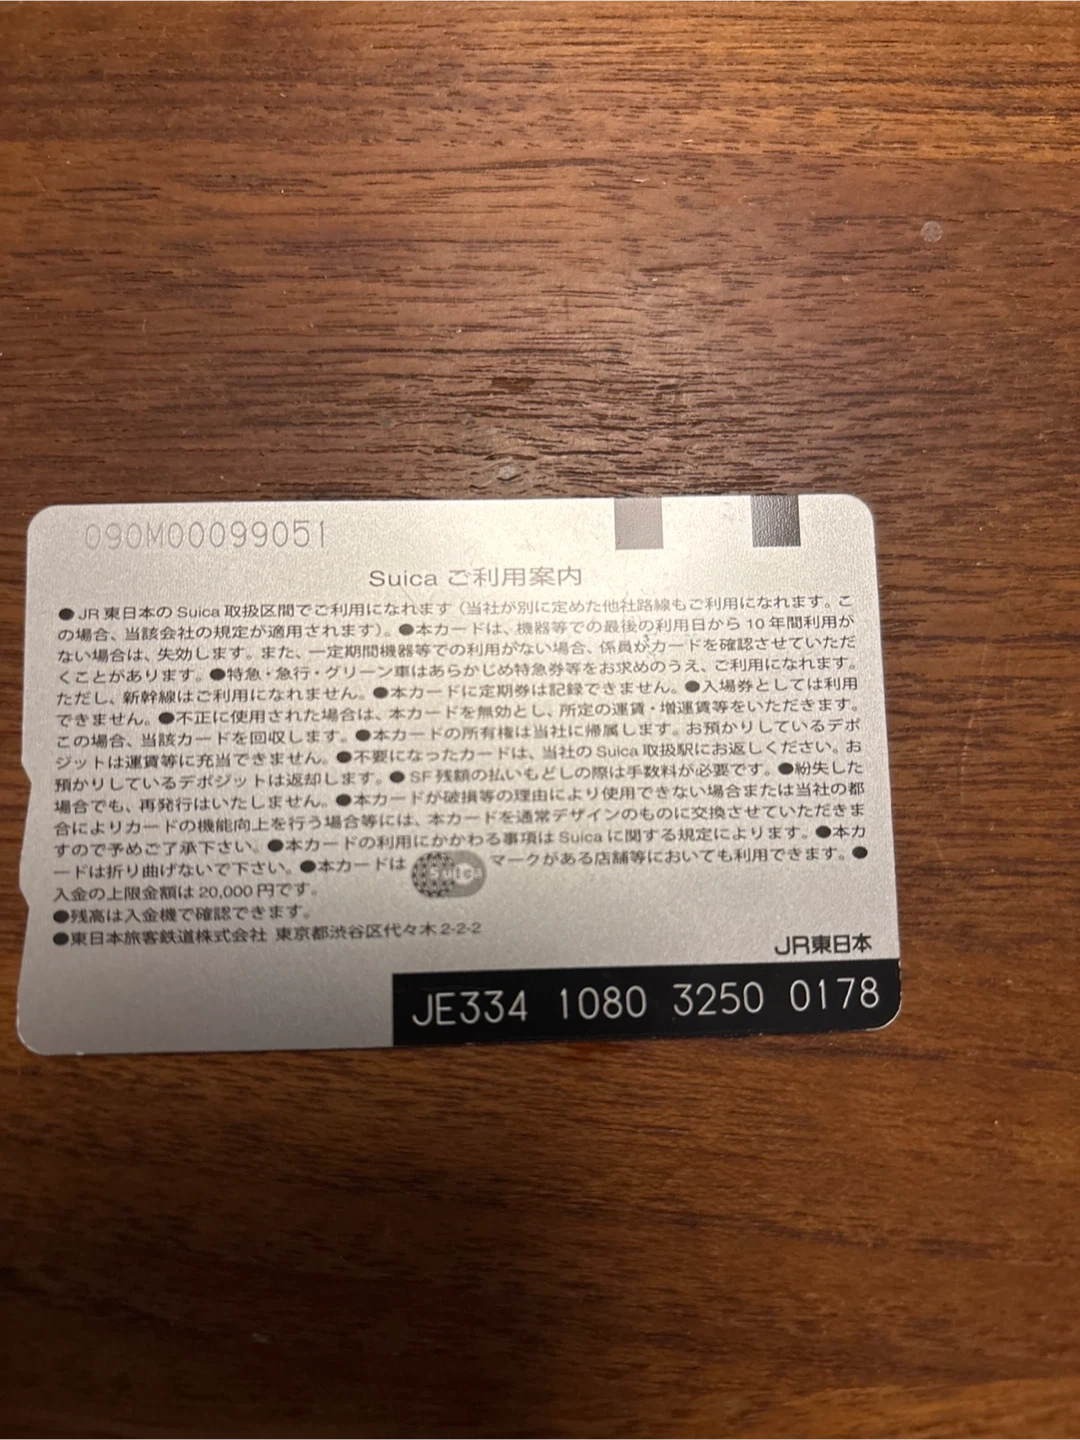 090M00099051
Suica ご利用案内
●JR東日本のSuica取扱区間でご利用になれます（当社が別に定めた他社路線もご利用になれます。こ
の場合、当該会社の規定が適用されます）。●本カードは、機器等での最後の利用日から10年間利用が
ない場合は、失効します。また、一定期間機器等での利用がない場合、係員がカードを確認させていただ
くことがあります。●特急・急行・グリーン車はあらかじめ特急券等をお求めのうえ、ご利用になれます。
ただし、新幹線はご利用になれません。●本カードに定期券は記録できません。●入場券としては利用
できません。●不正に使用された場合は、本カードを無効とし、所定の運賃・増運賃等をいただきます。
この場合、当該カードを回収します。●本カードの所有権は当社に帰属します。お預かりしているデポ
ジットは運賃等に充当できません。●不要になったカードは、当社のSuica取扱駅にお返しください。お
預かりしているデポジットは返却します。●SF残額の払いもどしの際は手数料が必要です。●紛失した
場合でも、再発行はいたしません。●本カードが破損等の理由により使用できない場合または当社の都
合によりカードの機能向上を行う場合等には、本カードを通常デザインのものに交換させていただきま
すので予めご了承下さい。●本カードの利用にかかわる事項はSuicaに関する規定によります。●本カ
ードは折り曲げないで下さい。●本カードは Suica マークがある店舗等においても利用できます。●
入金の上限金額は20,000円です。
●残高は入金機で確認できます。
●東日本旅客鉄道株式会社 東京都渋谷区代々木2-2-2
JR東日本
JE334 1080 3250 0178